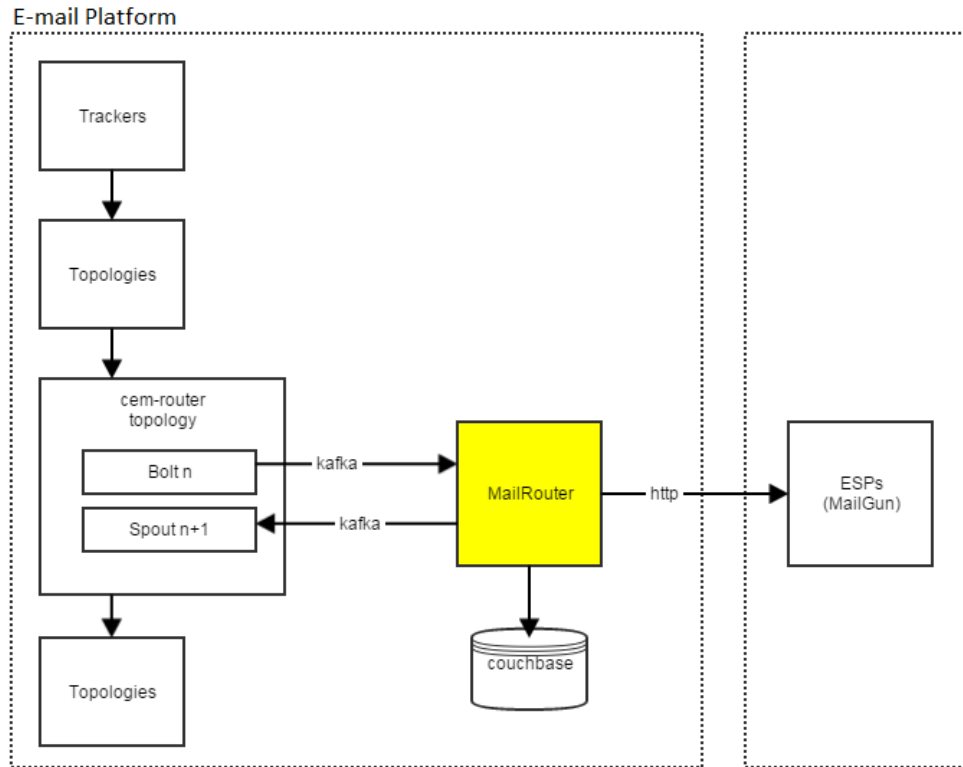 E-mail Platform
Trackers
Topologies
cem-router
topology
Bolt n
kafka
MailRouter
http
ESPs
(MailGun)
Spout n+1
kafka
couchbase
Topologies